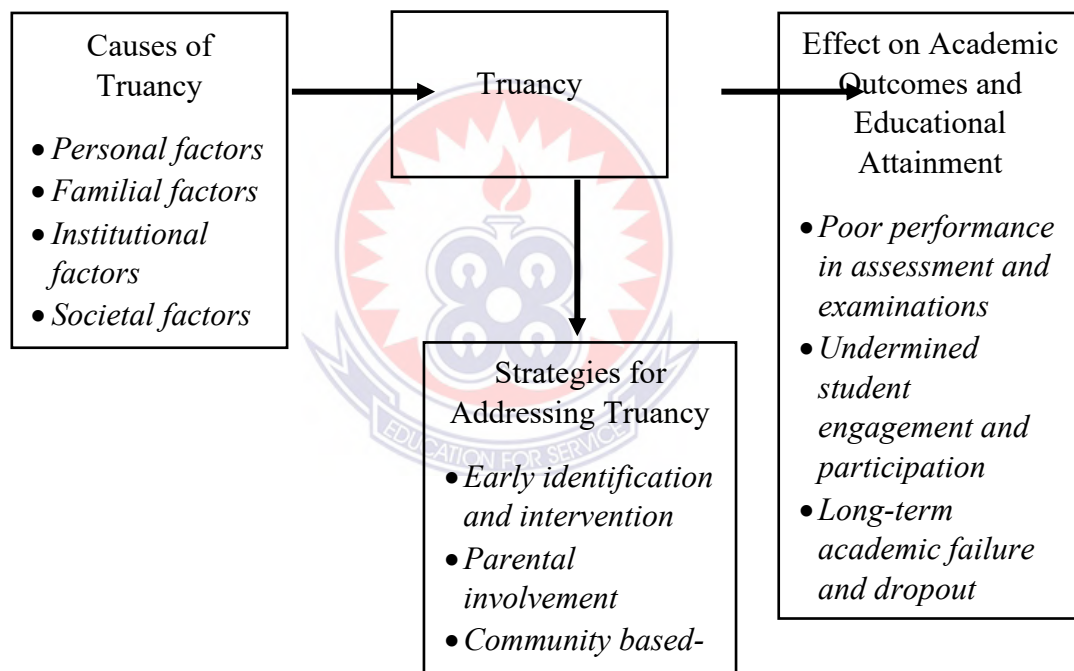 Causes of
Truancy
• Personal factors
• Familial factors
• Institutional
factors
• Societal factors
Truancy
Effect on Academic
Outcomes and
Educational
Attainment
• Poor performance
in assessment and
examinations
• Undermined
student
engagement and
participation
• Long-term
academic failure
and dropout
Strategies for
Addressing Truancy
• Early identification
and intervention
• Parental
involvement
• Community based-
EDUCATION FOR SERVICE